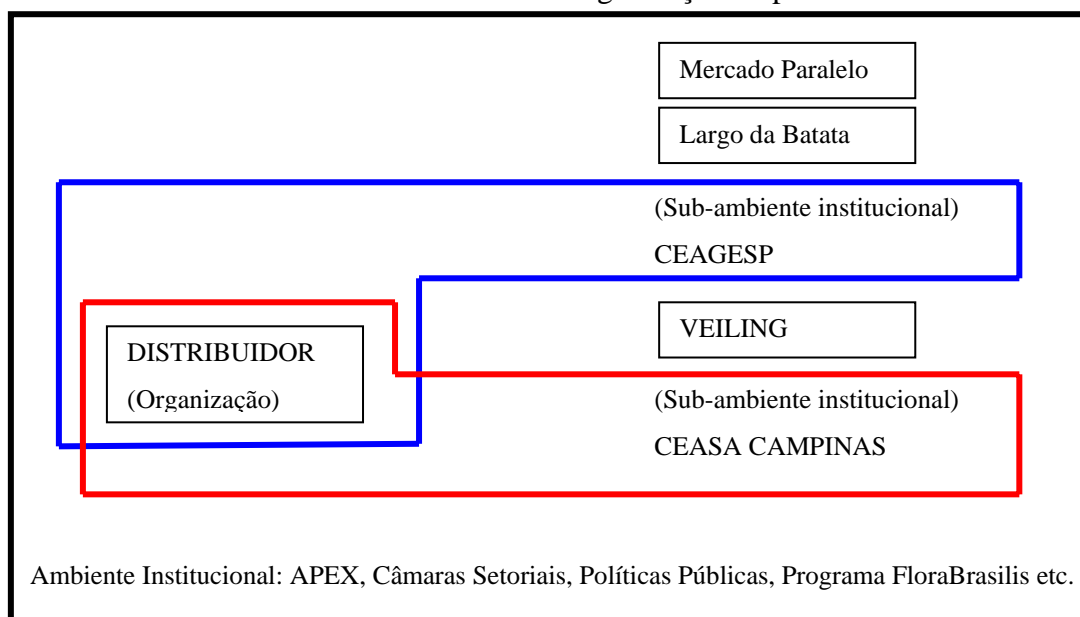 Mercado Paralelo
Largo da Batata
(Sub-ambiente institucional)
CEAGESP
VEILING
DISTRIBUIDOR
(Organização)
(Sub-ambiente institucional)
CEASA CAMPINAS
Ambiente Institucional: APEX, Câmaras Setoriais, Políticas Públicas, Programa FloraBrasilis etc.